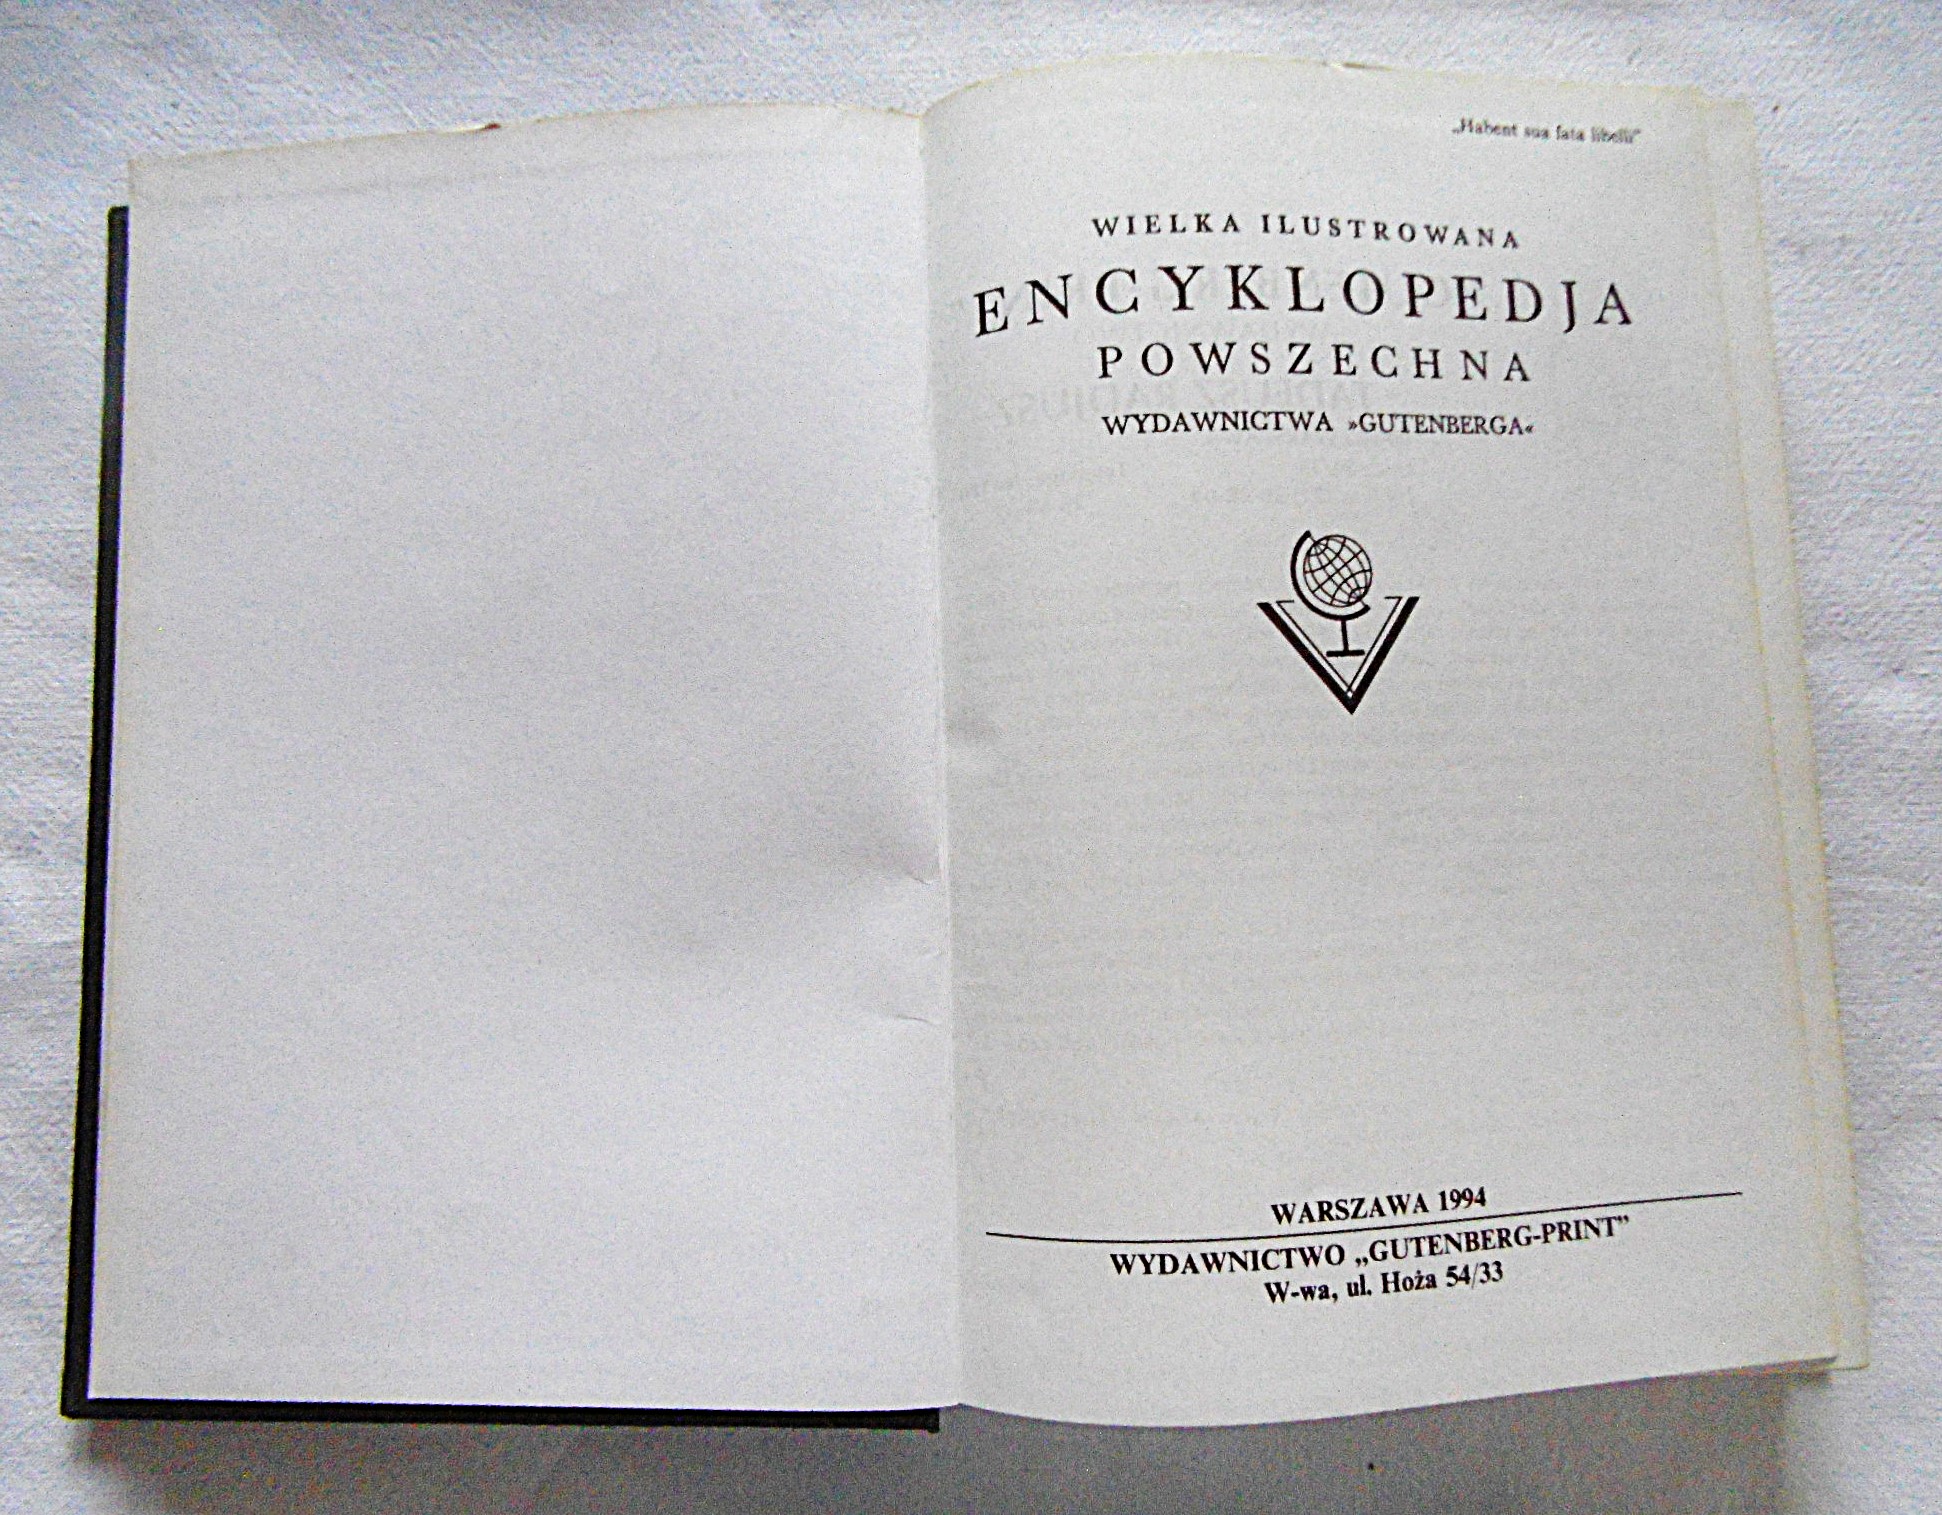 „Habent sua fata libelli”
WIELKA ILUSTROWANA
ENCYKLOPEDJA
POWSZECHNA
WYDAWNICTWA »GUTENBERGA«
WARSZAWA 1994
WYDAWNICTWO „GUTENBERG-PRINT”
W-wa, ul. Hoża 54/33